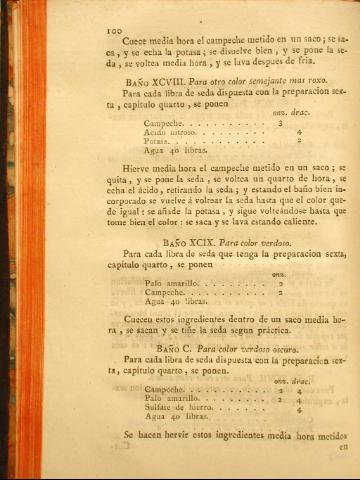 100
Cuece media hora el campeche metido en un saco; se sa-
ca, y se echa la potasa; se disuelve bien, y se pone la se-
da, se voltea media hora, y se lava despues de fria.
BAÑO XCVIII. Para otro color semejante mas roxo.
Para cada libra de seda dispuesta con la preparacion sex-
ta, capitulo quarto, se ponen
onz. drac.
Campeche. . . . . . . . . . . 3
Acido nitroso. . . . . . . . . . 4
Potasa. . . . . . . . . . . . 2
Agua 40 libras.
Hierve media hora el campeche metido en un saco; se
quita, y se pone la seda, se voltea un quarto de hora, se
echa el ácido, retirando la seda; y estando el baño bien in-
corporado se vuelve á voltear la seda hasta que el color que-
de igual: se añade la potasa, y sigue volteándose hasta que
tome bien el color: se saca y se lava estando caliente.
BAÑO XCIX. Para color verdoso.
Para cada libra de seda que tenga la preparacion sexta,
capitulo quarto, se ponen
onz.
Palo amarillo. . . . . . . . . . 2
Campeche. . . . . . . . . . . 2
Agua 40 libras.
Cuecen estos ingredientes dentro de un saco media ho-
ra, se sacan y se tiñe la seda segun práctica.
BAÑO C. Para color verdoso oscuro.
Para cada libra de seda dispuesta con la preparacion sex-
ta, capitulo quarto, se ponen.
onz. drac.
Campeche. . . . . . . . . 2 4
Palo amarillo. . . . . . . . 2 4
Sulfate de hierro. . . . . . . 4
Agua 40 libras.
Se hacen hervir estos ingredientes media hora metidos
en